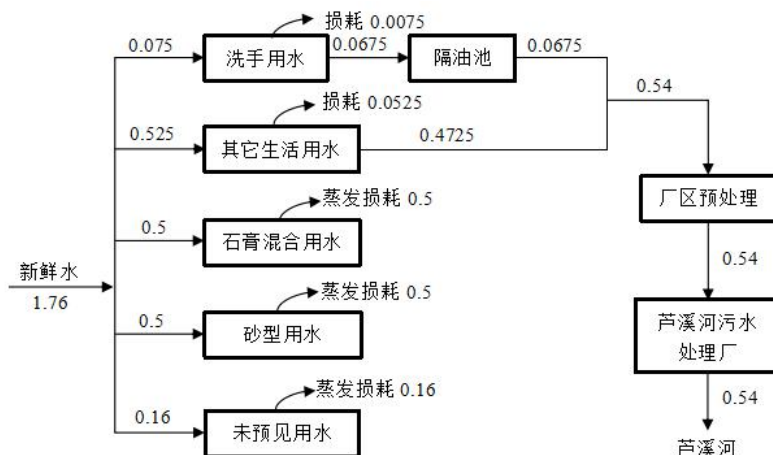 损耗 0.0075
0.075
洗手用水
0.0675
隔油池
0.0675
损耗 0.0525
0.54
0.525
其它生活用水
0.4725
蒸发损耗 0.5
厂区预处理
0.5
石膏混合用水
0.54
新鲜水
1.76
蒸发损耗 0.5
0.5
砂型用水
芦溪河污水
处理厂
蒸发损耗 0.16
0.54
0.16
未预见用水
芦溪河